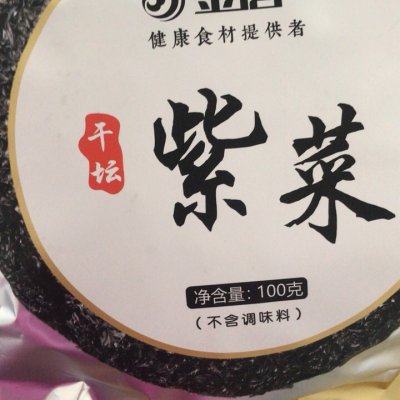 健康食材提供者
干坛
紫菜
净含量：100克
（不含调味料）